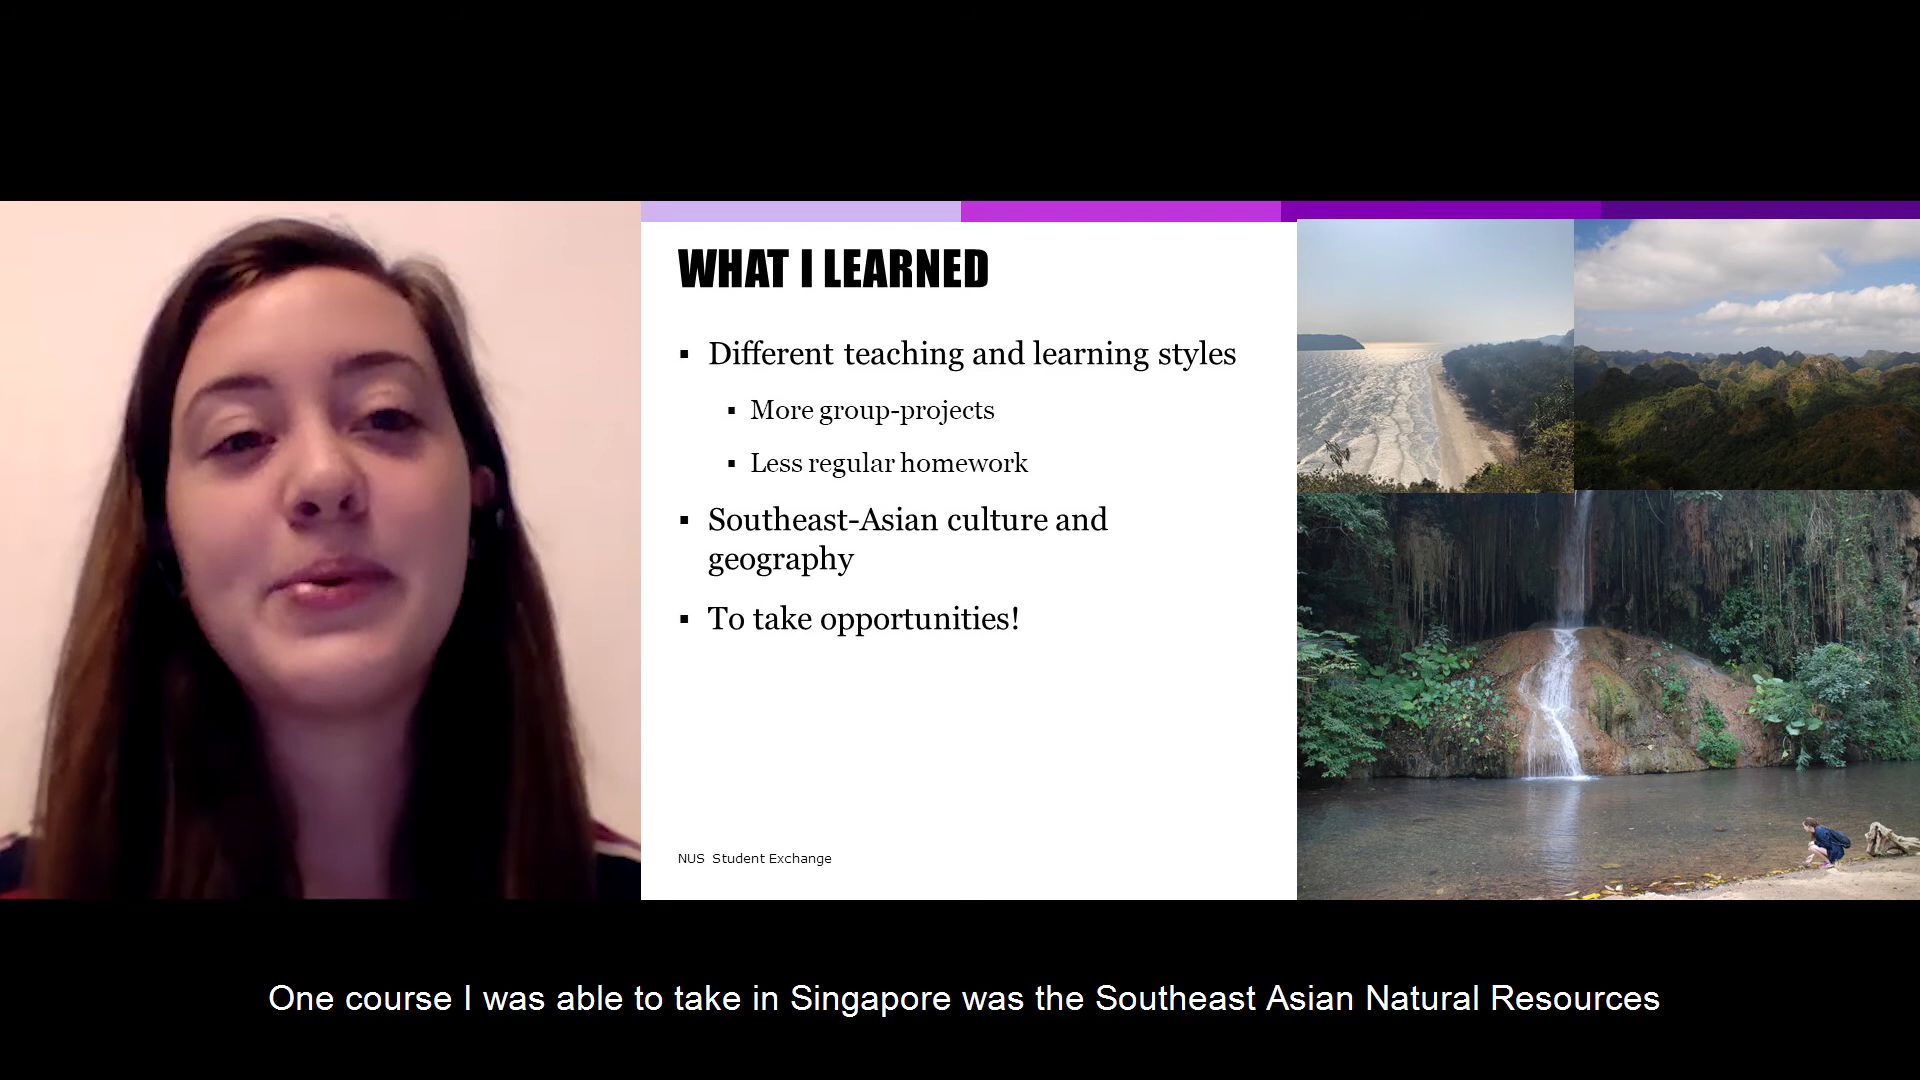 WHAT I LEARNED
▪ Different teaching and learning styles
▪ More group-projects
▪ Less regular homework
▪ Southeast-Asian culture and
geography
▪ To take opportunities!
NUS Student Exchange
One course I was able to take in Singapore was the Southeast Asian Natural Resources